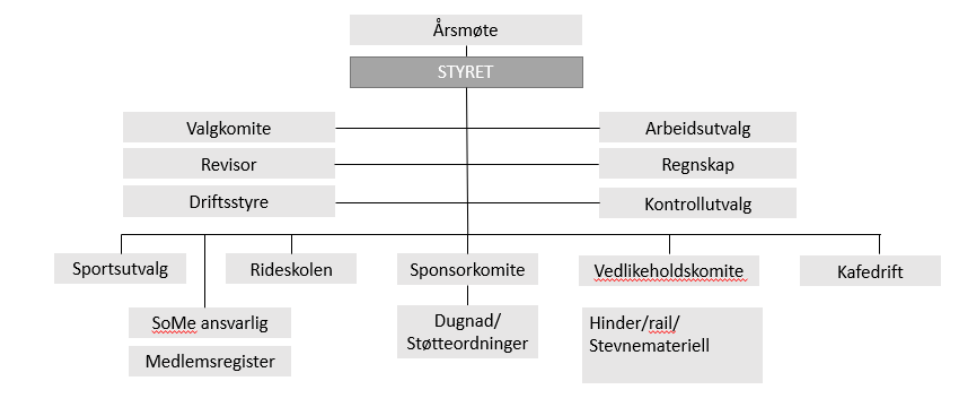 Årsmøte
STYRET
Valgkomite
Arbeidsutvalg
Revisor
Regnskap
Driftsstyre
Kontrollutvalg
Sportsutvalg
Rideskolen
Sponsorkomite
Vedlikeholdskomite
Kafedrift
SoMe ansvarlig
Medlemsregister
Dugnad/
Støtteordninger
Hinder/rail/
Stevnemateriell